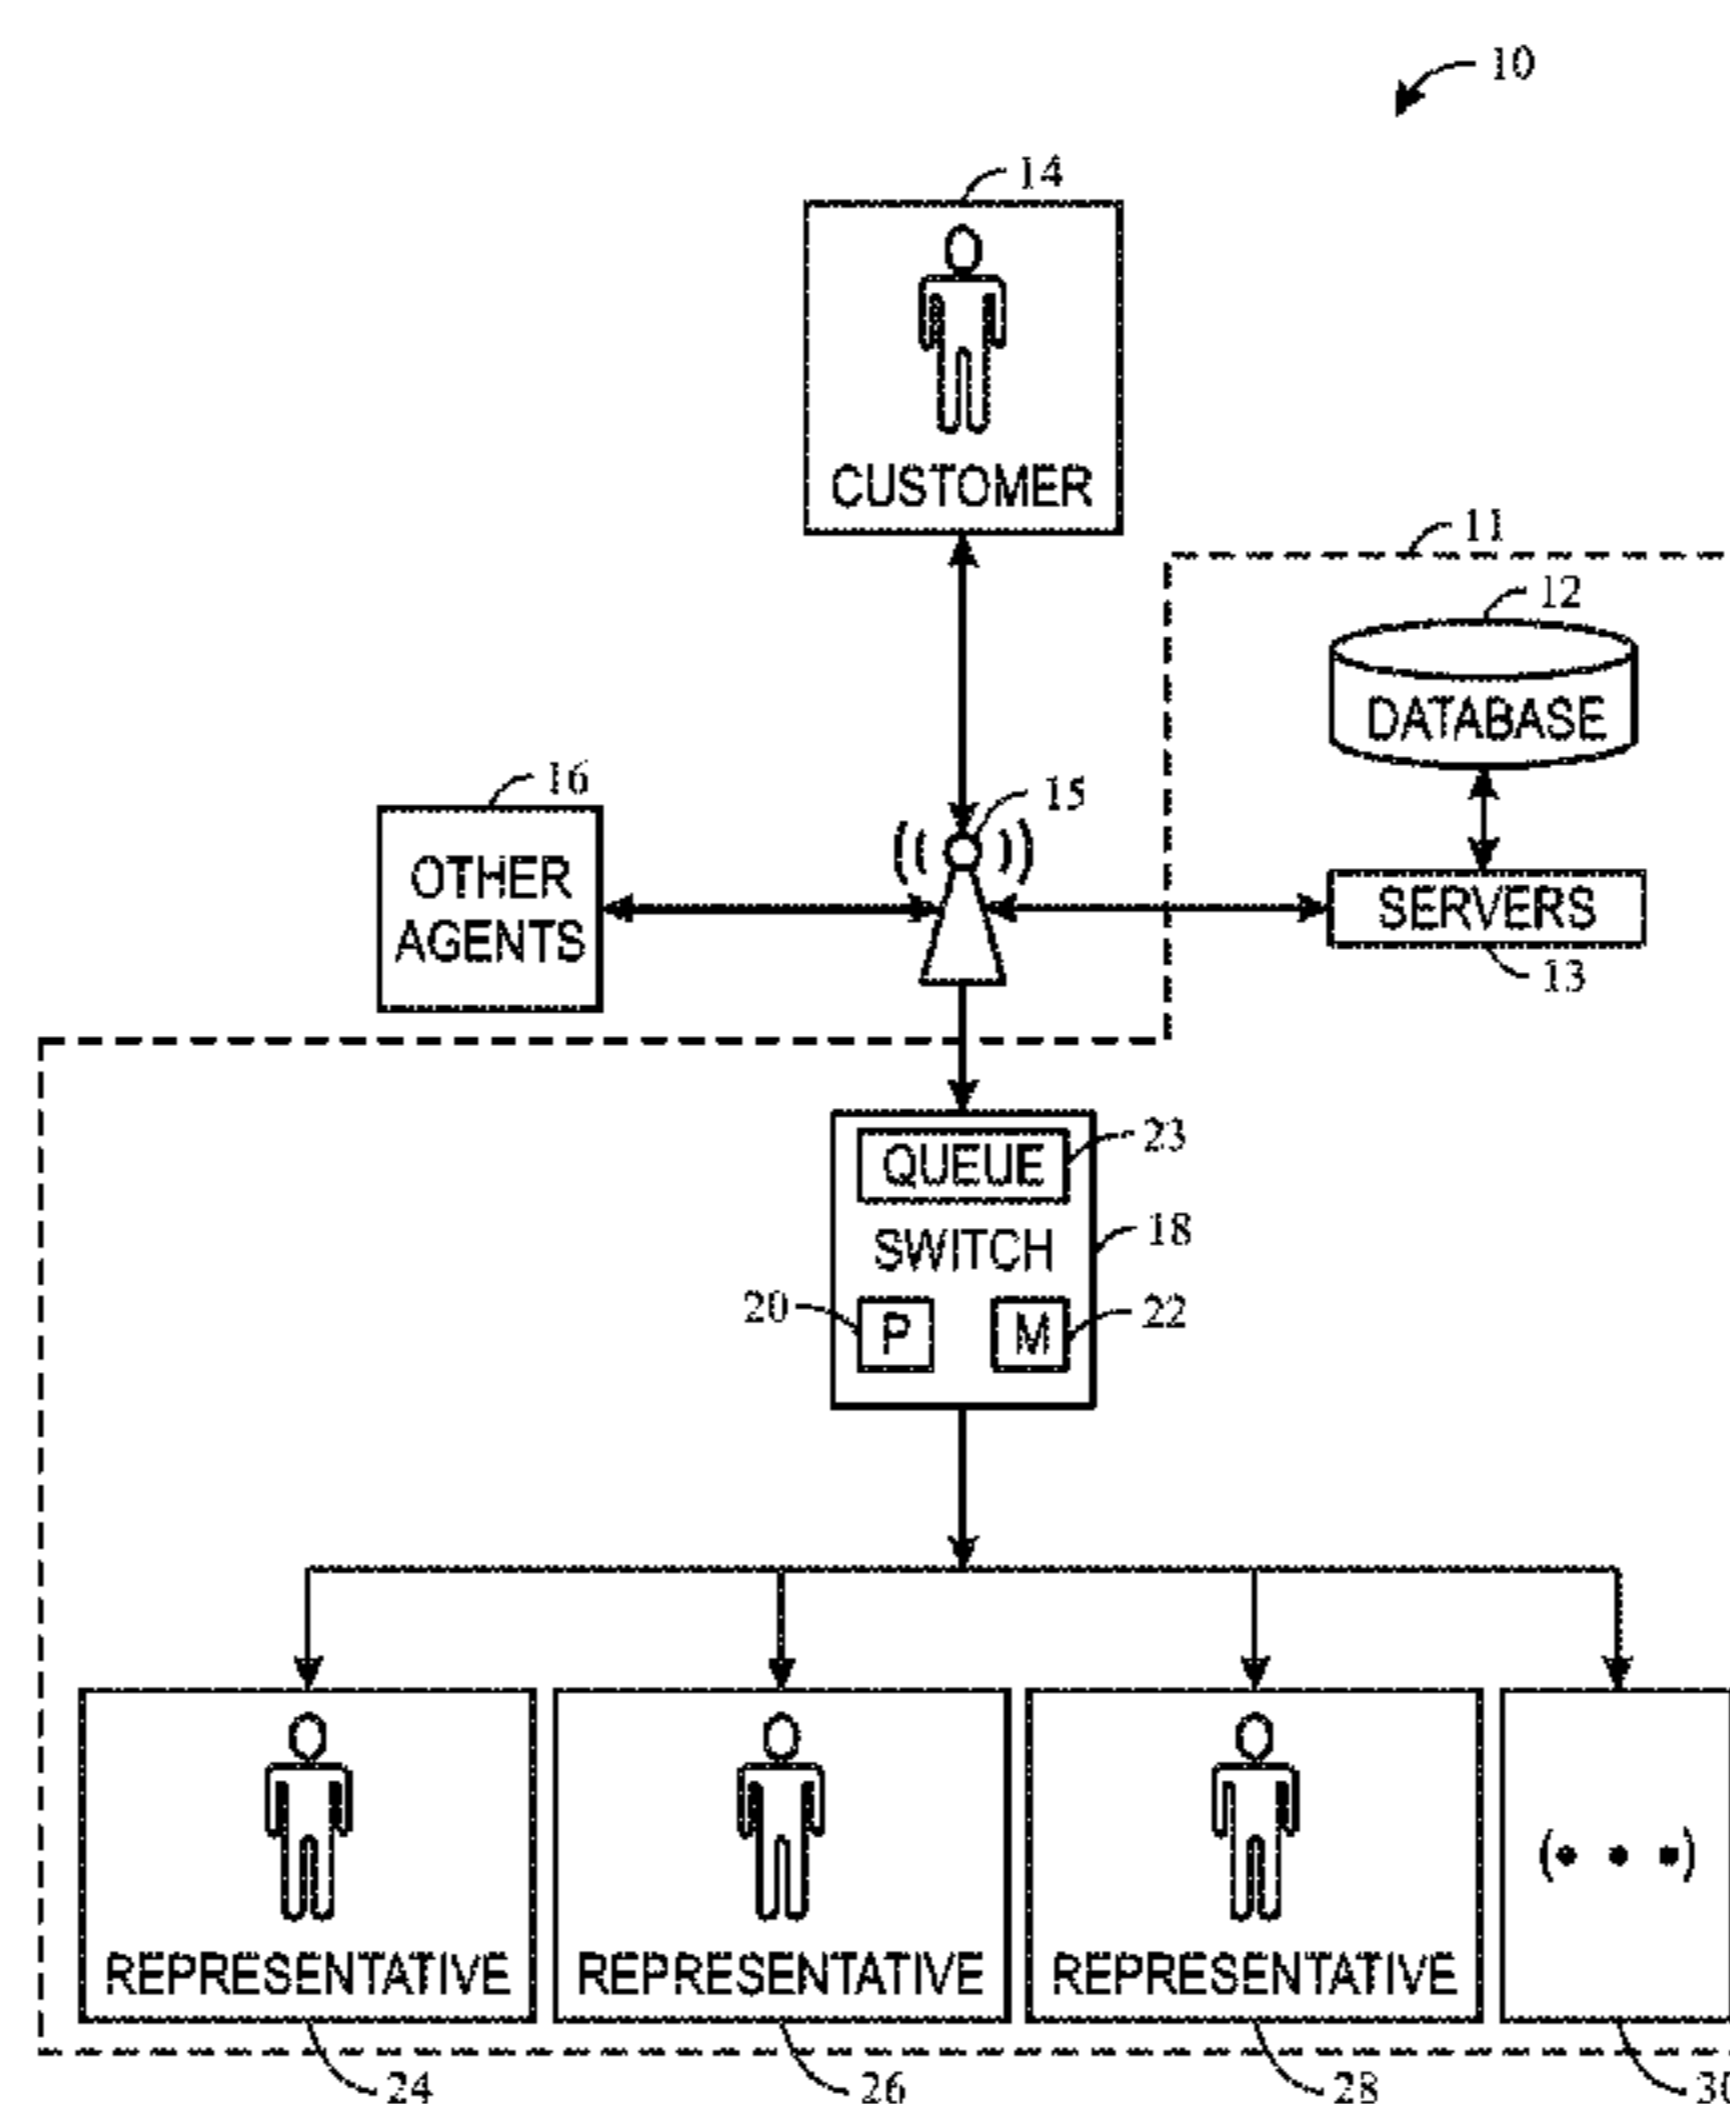 10
14
CUSTOMER
11
12
DATABASE
16
15
OTHER
AGENTS
SERVERS
13
QUEUE
23
SWITCH
18
20
P
M
22
(• • •)
REPRESENTATIVE
REPRESENTATIVE
REPRESENTATIVE
24
26
28
30